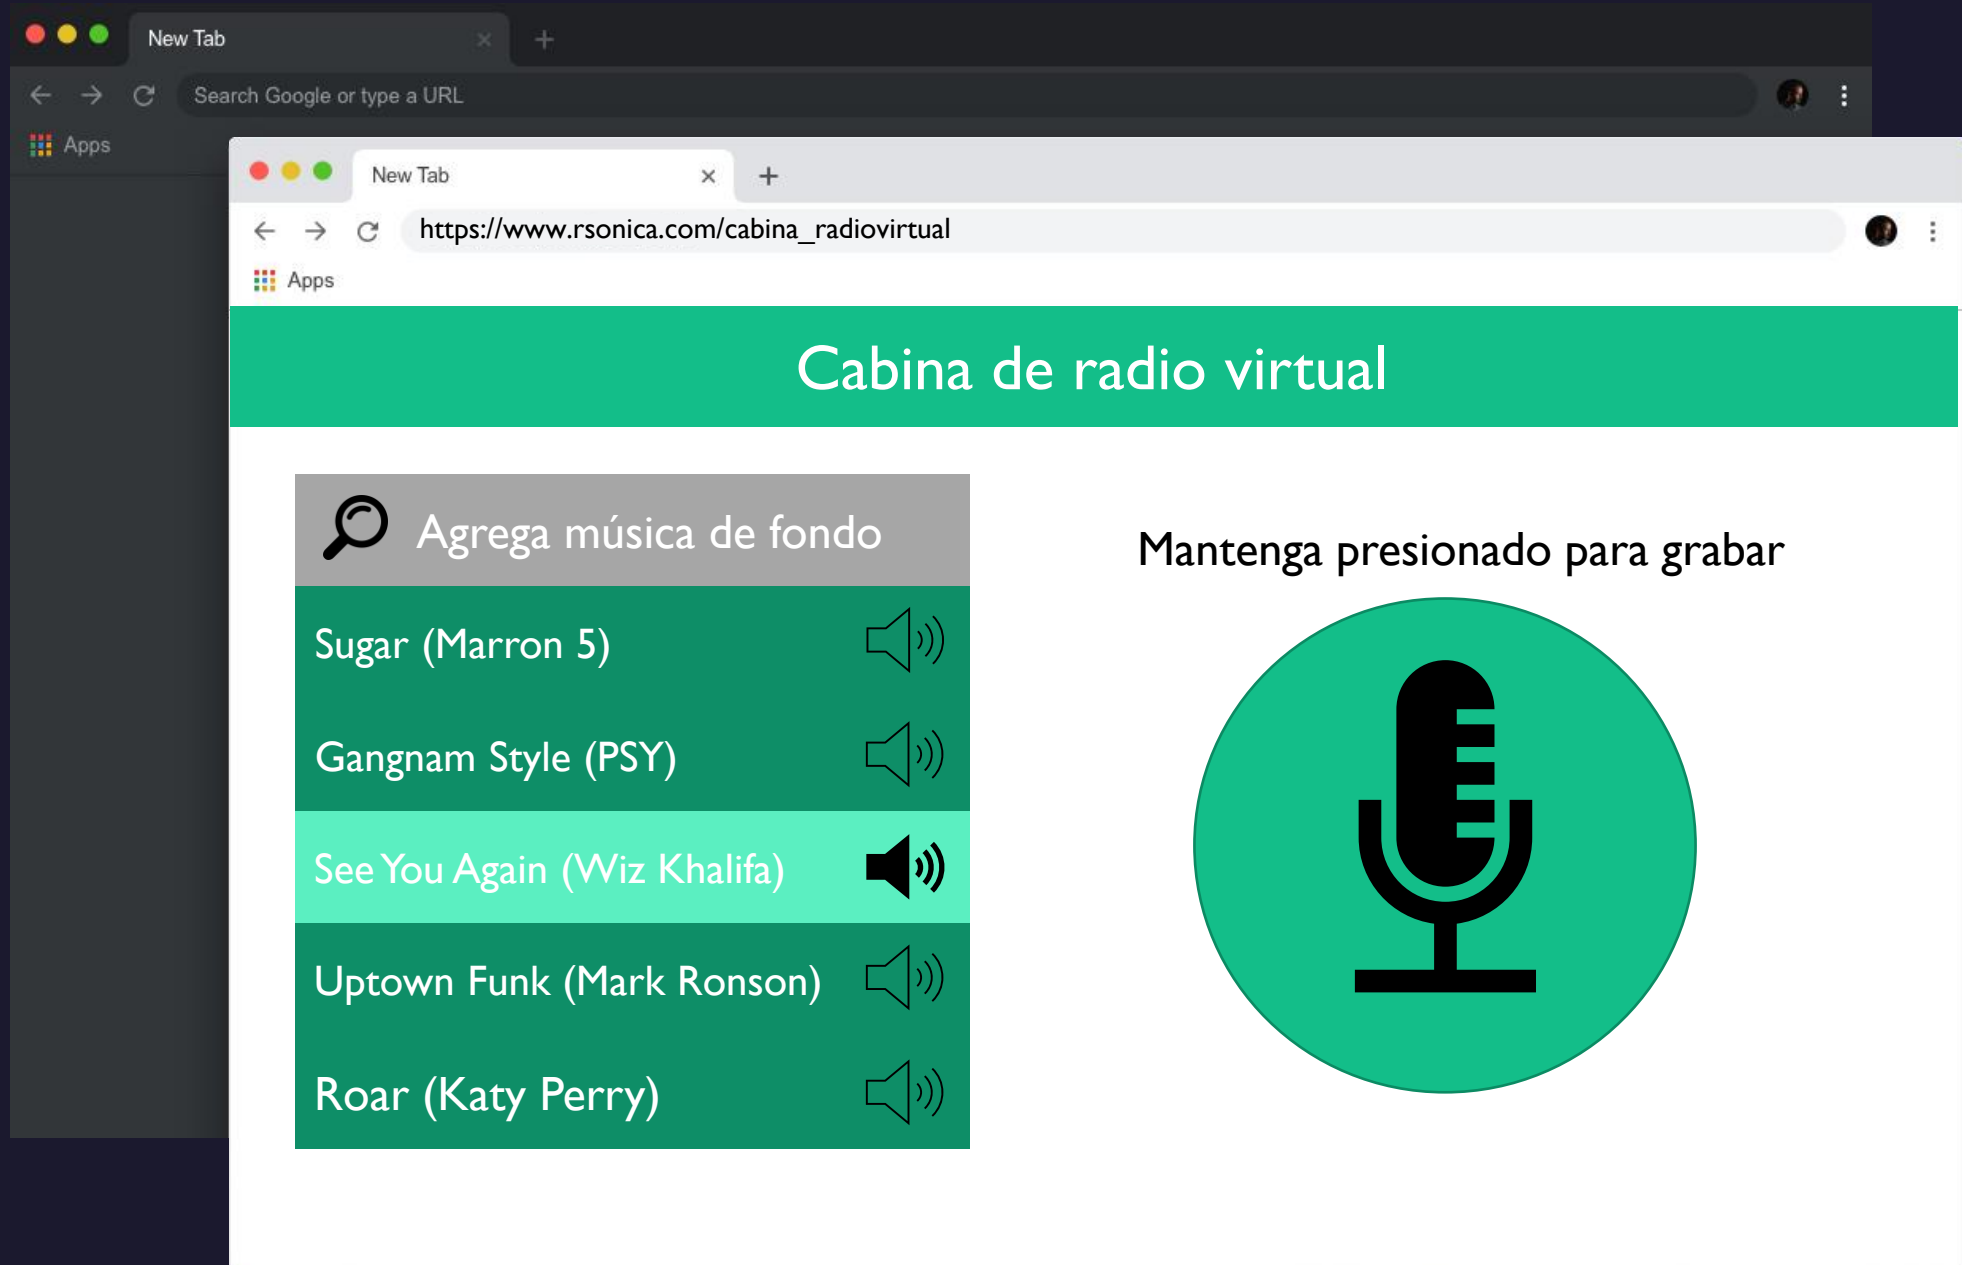 New Tab
Search Google or type a URL
Apps
New Tab
https://www.rsonica.com/cabina_radiovirtual
Apps
Cabina de radio virtual
Agrega música de fondo
Sugar (Marron 5)
Gangnam Style (PSY)
See You Again (Wiz Khalifa)
Uptown Funk (Mark Ronson)
Roar (Katy Perry)
Mantenga presionado para grabar